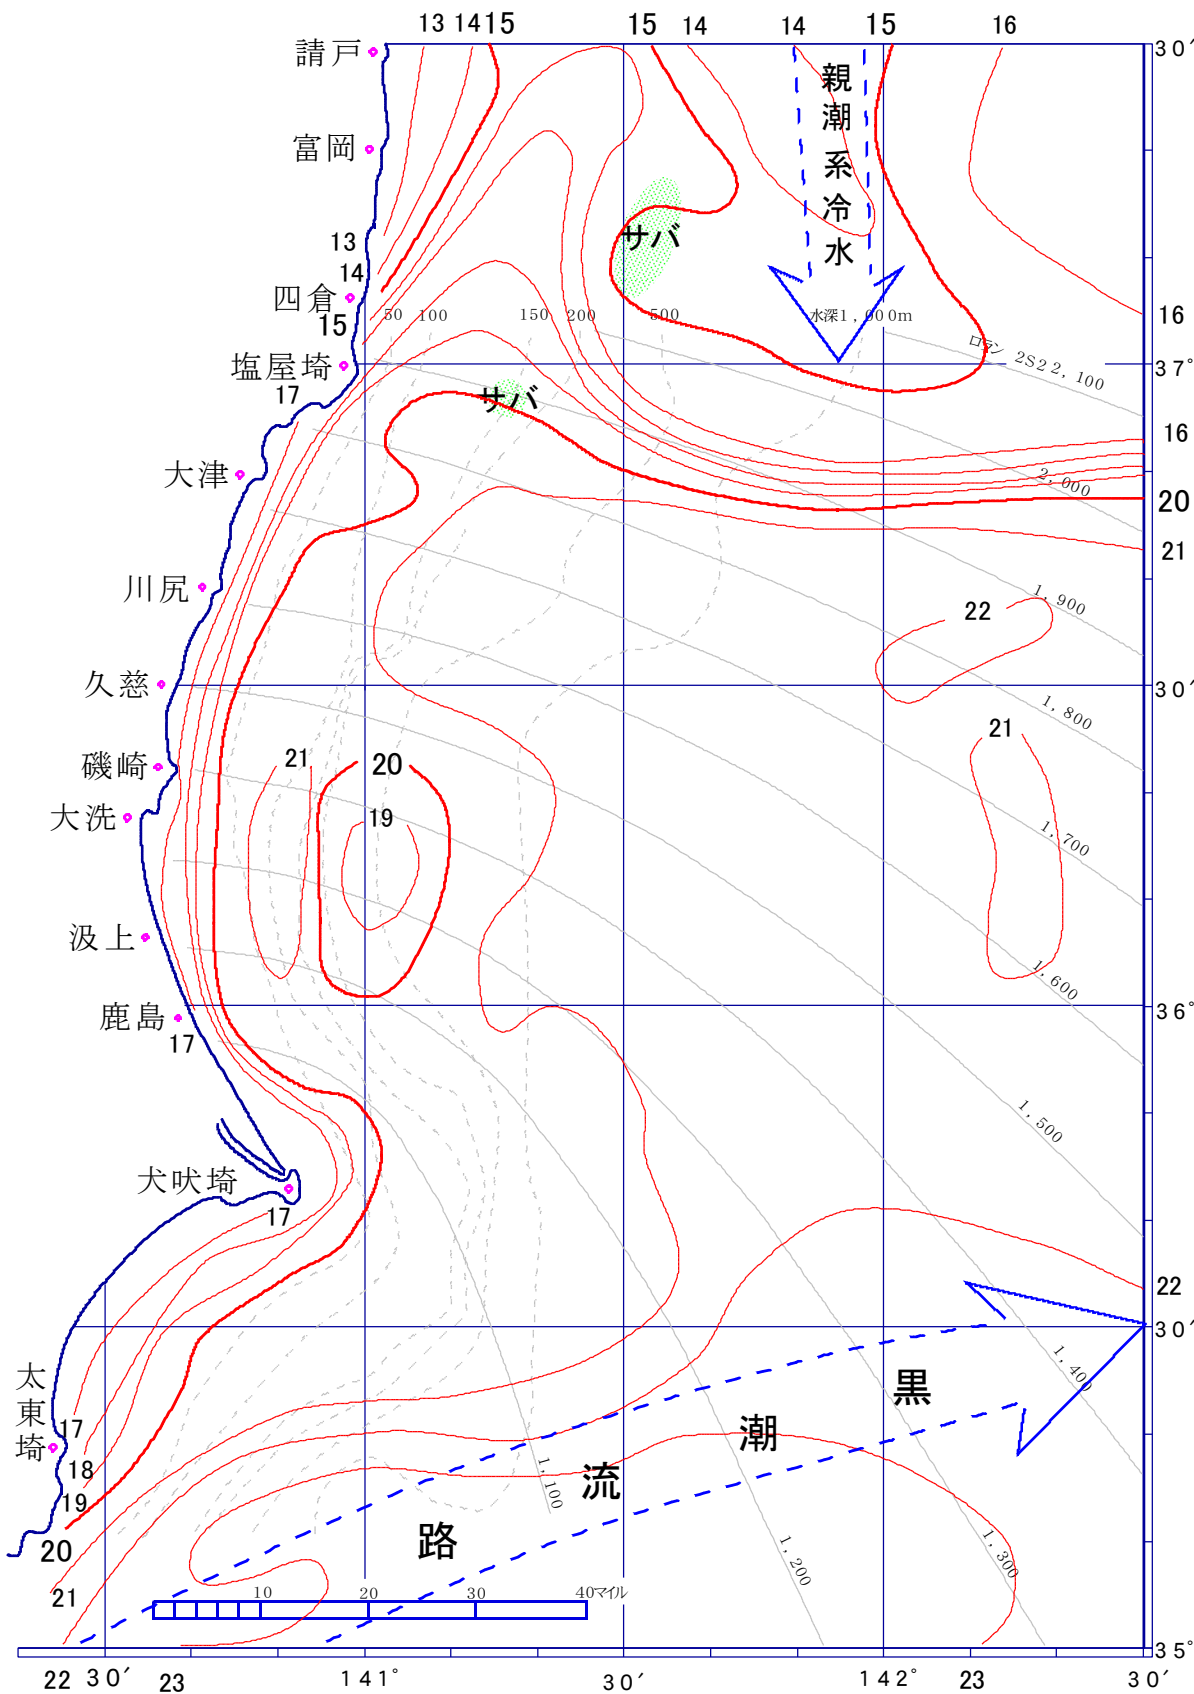 13 14 15 15 14 14 15 16
請戸
30′
親潮系冷水
富岡
サバ
13
14
四倉
15
50 100 150 200 500 水深1,000m
16
ロラン 2S22,100
塩屋埼
37°
17
サバ
16
大津
2,000
20
21
川尻
1,900
22
久慈
30′
1,800
21
磯崎
21 20
大洗
19
1,700
汲上
1,600
鹿島
36°
17
1,500
犬吠埼
17
22
30′
太東埼
1,400
黒潮流路
17
18
19
20
21
1,100
1,200
1,300
10 20 30 40マイル
35°
22 30′ 23 141° 30′ 142° 23 30′